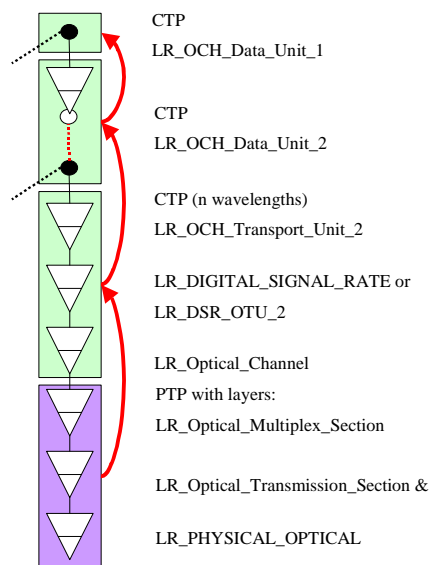 CTP
LR_OCH_Data_Unit_1
CTP
LR_OCH_Data_Unit_2
CTP (n wavelengths)
LR_OCH_Transport_Unit_2
LR_DIGITAL_SIGNAL_RATE or
LR_DSR_OTU_2
LR_Optical_Channel
PTP with layers:
LR_Optical_Multiplex_Section
LR_Optical_Transmission_Section &
LR_PHYSICAL_OPTICAL